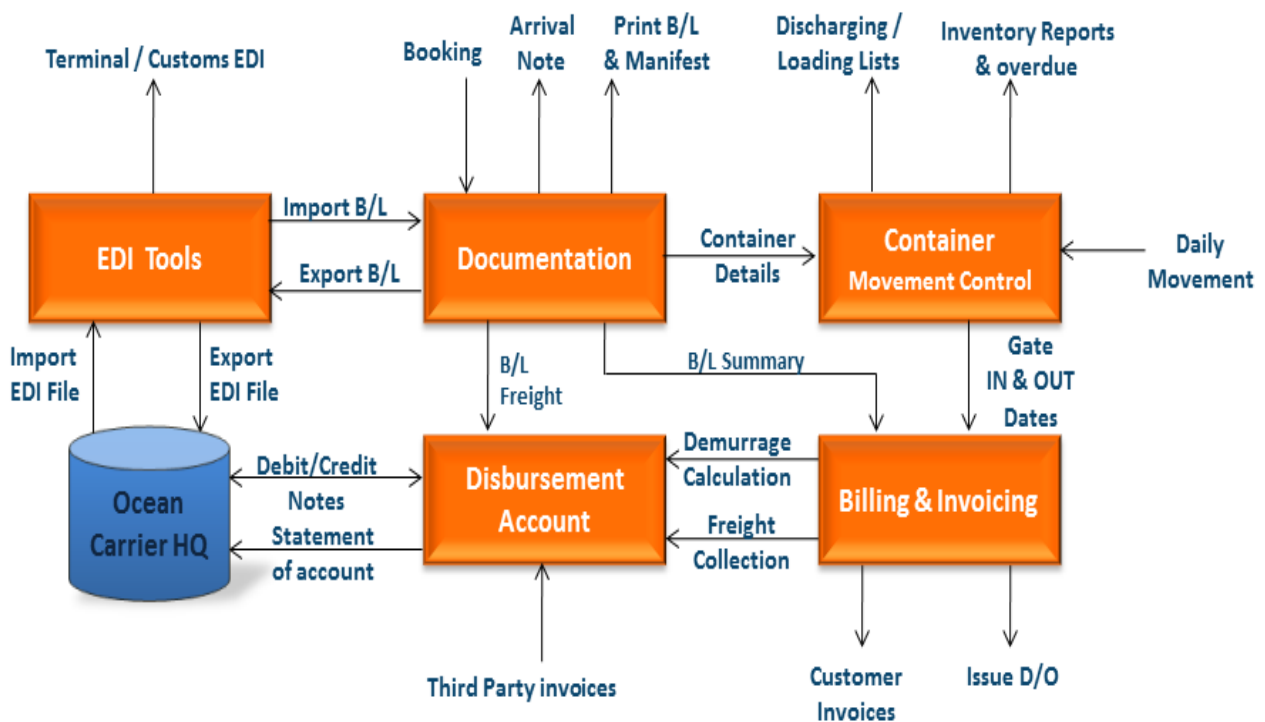 Terminal / Customs EDI
Booking
Arrival
Note
Print B/L
& Manifest
Discharging /
Loading Lists
Inventory Reports
& overdue
EDI Tools
Import B/L
Export B/L
Documentation
Container
Details
Container
Movement Control
Daily
Movement
Import
EDI File
Export
EDI File
B/L
Freight
B/L Summary
Gate
IN & OUT
Dates
Ocean
Carrier HQ
Debit/Credit
Notes
Statement
of account
Disbursement
Account
Demurrage
Calculation
Freight
Collection
Billing & Invoicing
Third Party invoices
Customer
Invoices
Issue D/O